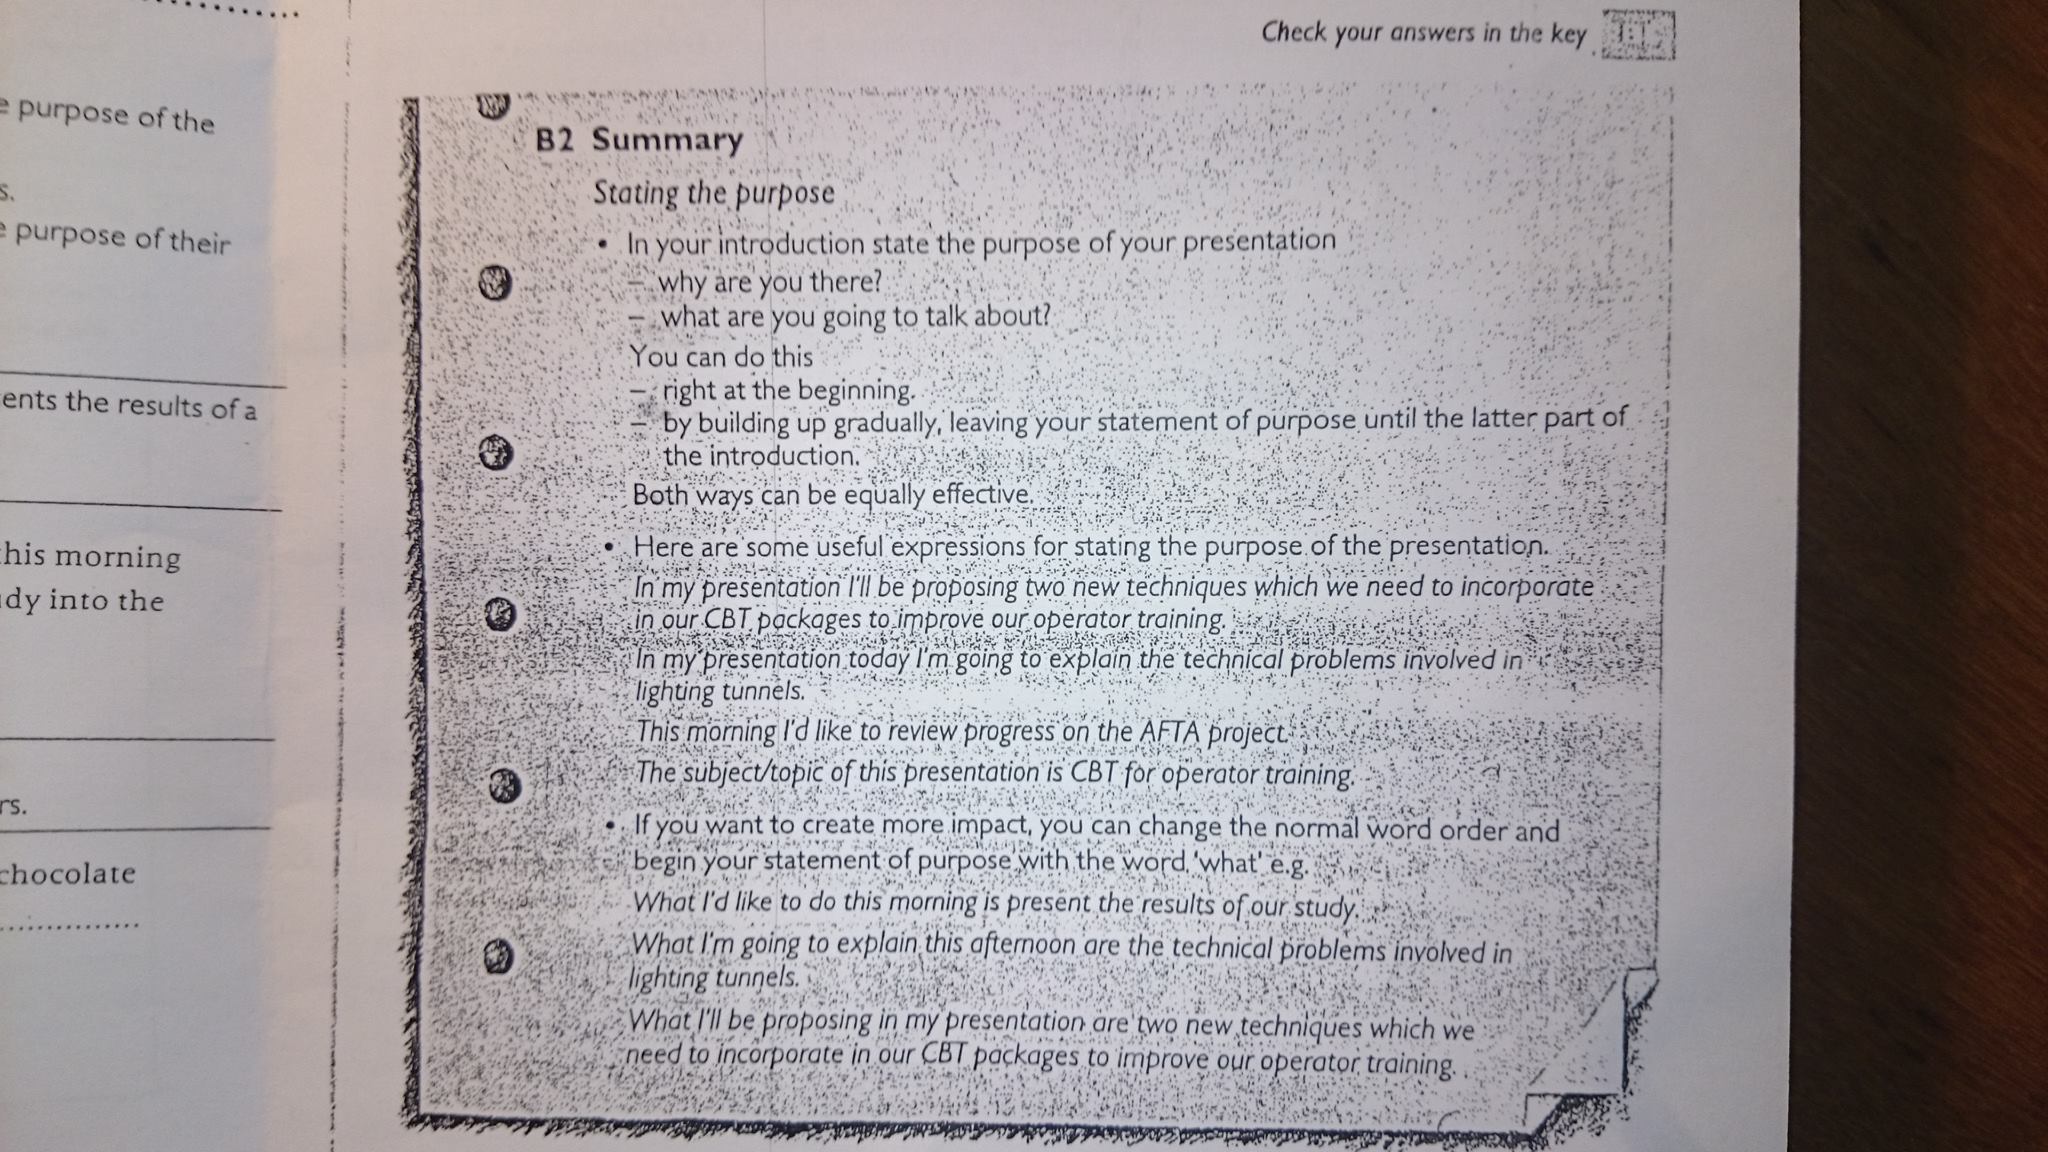 e purpose of the
s.
e purpose of their
ents the results of a
this morning
dy into the
rs.
chocolate
Check your answers in the key
B2 Summary
Stating the purpose
• In your introduction state the purpose of your presentation
– why are you there?
– what are you going to talk about?
You can do this
– right at the beginning.
– by building up gradually, leaving your statement of purpose until the latter part of
the introduction.
Both ways can be equally effective.
• Here are some useful expressions for stating the purpose of the presentation.
In my presentation I'll be proposing two new techniques which we need to incorporate
in our CBT packages to improve our operator training.
In my presentation today I'm going to explain the technical problems involved in
lighting tunnels.
This morning I'd like to review progress on the AFTA project.
The subject/topic of this presentation is CBT for operator training.
• If you want to create more impact, you can change the normal word order and
begin your statement of purpose with the word 'what' e.g.
What I'd like to do this morning is present the results of our study.
What I'm going to explain this afternoon are the technical problems involved in
lighting tunnels.
What I'll be proposing in my presentation are two new techniques which we
need to incorporate in our CBT packages to improve our operator training.